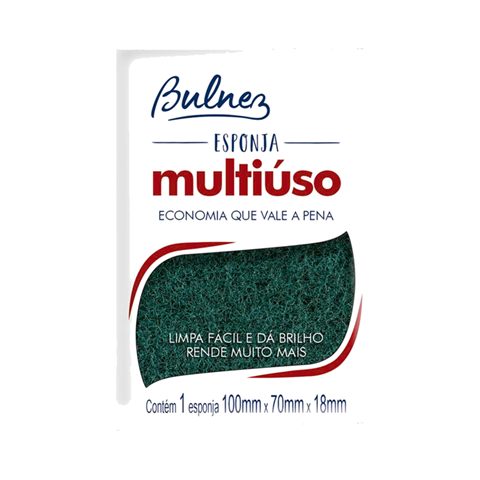 Bulnez
ESPONJA
multiúso
ECONOMIA QUE VALE A PENA
LIMPA FÁCIL E DÁ BRILHO
RENDE MUITO MAIS
Contém 1 esponja 100mm x 70mm x 18mm